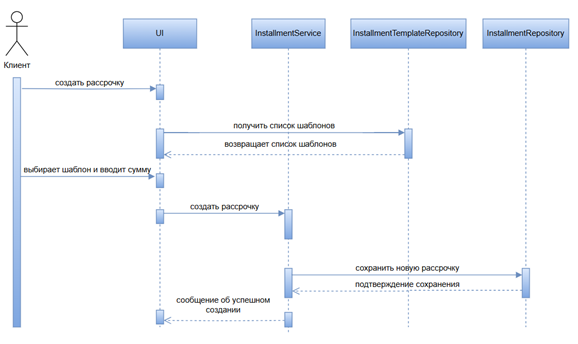 UI
InstallmentService
InstallmentTemplateRepository
InstallmentRepository
Клиент
создать рассрочку
получить список шаблонов
возвращает список шаблонов
выбирает шаблон и вводит сумму
создать рассрочку
сохранить новую рассрочку
подтверждение сохранения
сообщение об успешном
создании